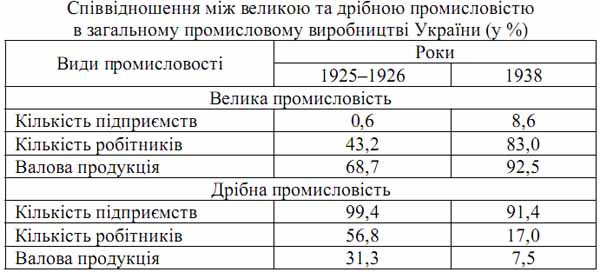 Співвідношення між великою та дрібною промисловістю
в загальному промисловому виробництві України (у %)
Види промисловості Роки
1925–1926 1938
Велика промисловість
Кількість підприємств 0,6 8,6
Кількість робітників 43,2 83,0
Валова продукція 68,7 92,5
Дрібна промисловість
Кількість підприємств 99,4 91,4
Кількість робітників 56,8 17,0
Валова продукція 31,3 7,5